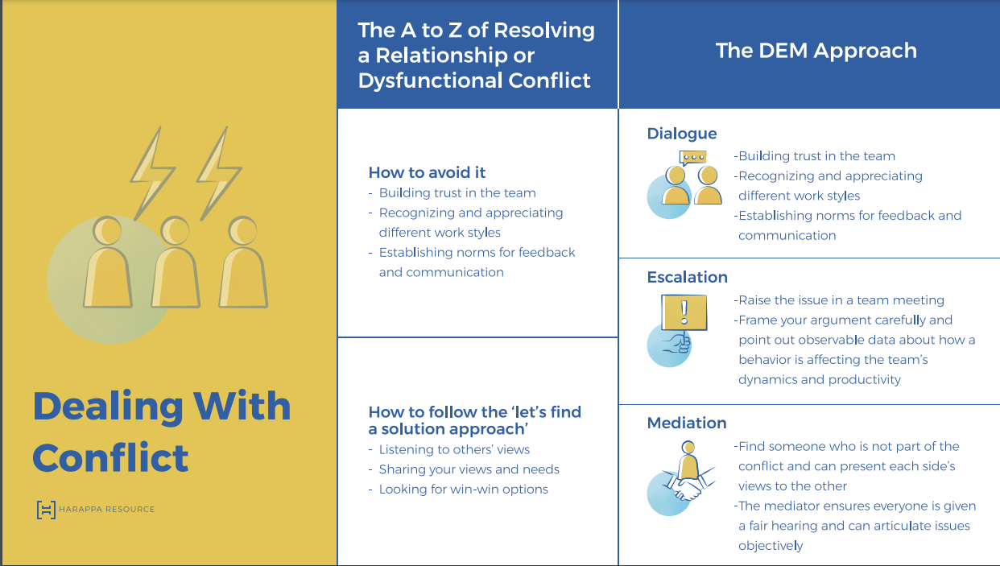 Dealing With
Conflict
HARAPPA RESOURCE
The A to Z of Resolving
a Relationship or
Dysfunctional Conflict
How to avoid it
- Building trust in the team
- Recognizing and appreciating
different work styles
- Establishing norms for feedback
and communication
How to follow the ‘let’s find
a solution approach’
- Listening to others’ views
- Sharing your views and needs
- Looking for win-win options
The DEM Approach
Dialogue
-Building trust in the team
-Recognizing and appreciating
different work styles
-Establishing norms for feedback and
communication
Escalation
!
-Raise the issue in a team meeting
-Frame your argument carefully and
point out observable data about how a
behavior is affecting the team’s
dynamics and productivity
Mediation
-Find someone who is not part of the
conflict and can present each side’s
views to the other
-The mediator ensures everyone is given
a fair hearing and can articulate issues
objectively